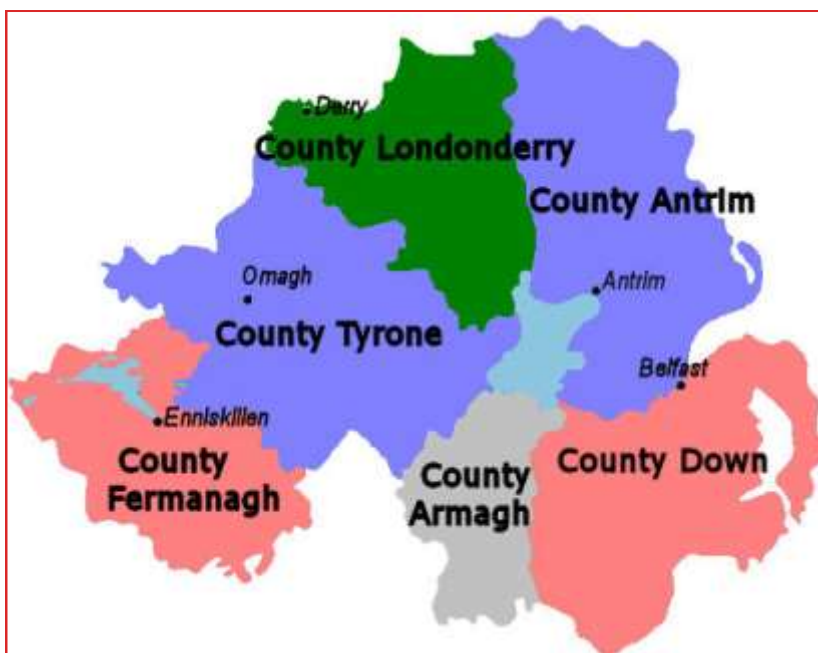 Derry
County Londonderry
County Antrim
Omagh
Antrim
County Tyrone
Belfast
Enniskillen
County
Fermanagh
County
Armagh
County Down